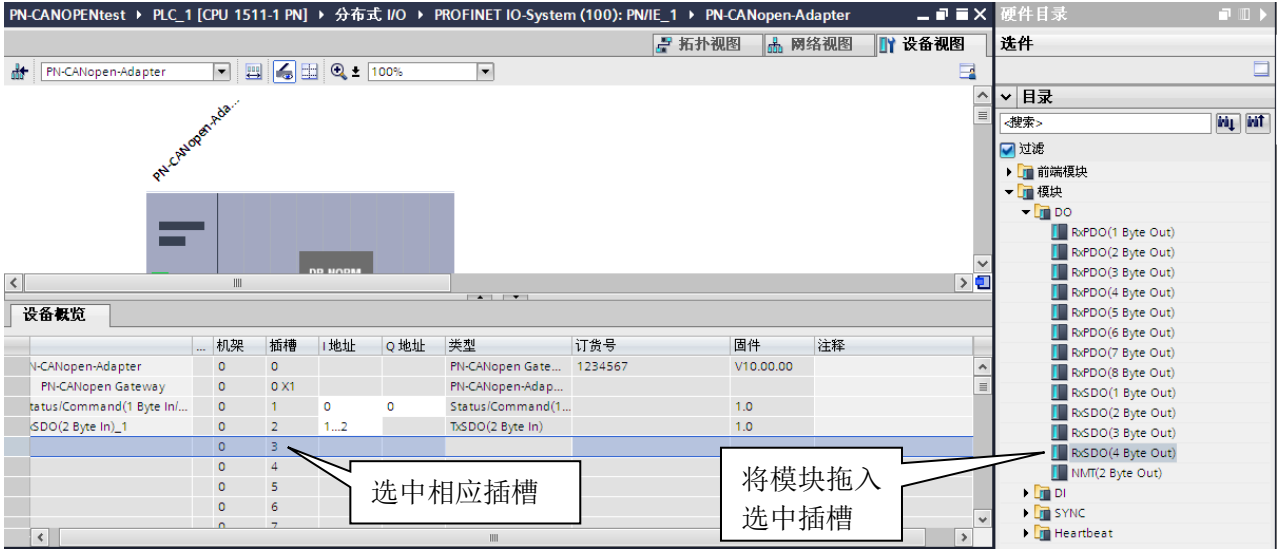 PN-CANOPENtest ▸ PLC_1 [CPU 1511-1 PN] ▸ 分布式 I/O ▸ PROFINET IO-System (100): PN/IE_1 ▸ PN-CANopen-Adapter
拓扑视图 网络视图 设备视图
PN-CANopen-Adapter 100%
PN-CANopen-Ada...
DP-NORM
设备概览
... 机架 插槽 I 地址 Q 地址 类型 订货号 固件 注释
N-CANopen-Adapter 0 0 PN-CANopen Gate... 1234567 V10.00.00
PN-CANopen Gateway 0 0 X1 PN-CANopen-Adap...
tatus/Command(1 Byte In/... 0 1 0 0 Status/Command(1... 1.0
xSDO(2 Byte In)_1 0 2 1...2 TxSDO(2 Byte In) 1.0
0 3
0 4
0 5
0 6
0 7
选中相应插槽
将模块拖入
选中插槽
硬件目录
选件
目录
<搜索>
过滤
前端模块
模块
DO
RxPDO(1 Byte Out)
RxPDO(2 Byte Out)
RxPDO(3 Byte Out)
RxPDO(4 Byte Out)
RxPDO(5 Byte Out)
RxPDO(6 Byte Out)
RxPDO(7 Byte Out)
RxPDO(8 Byte Out)
RxSDO(1 Byte Out)
RxSDO(2 Byte Out)
RxSDO(3 Byte Out)
RxSDO(4 Byte Out)
NMT(2 Byte Out)
DI
SYNC
Heartbeat